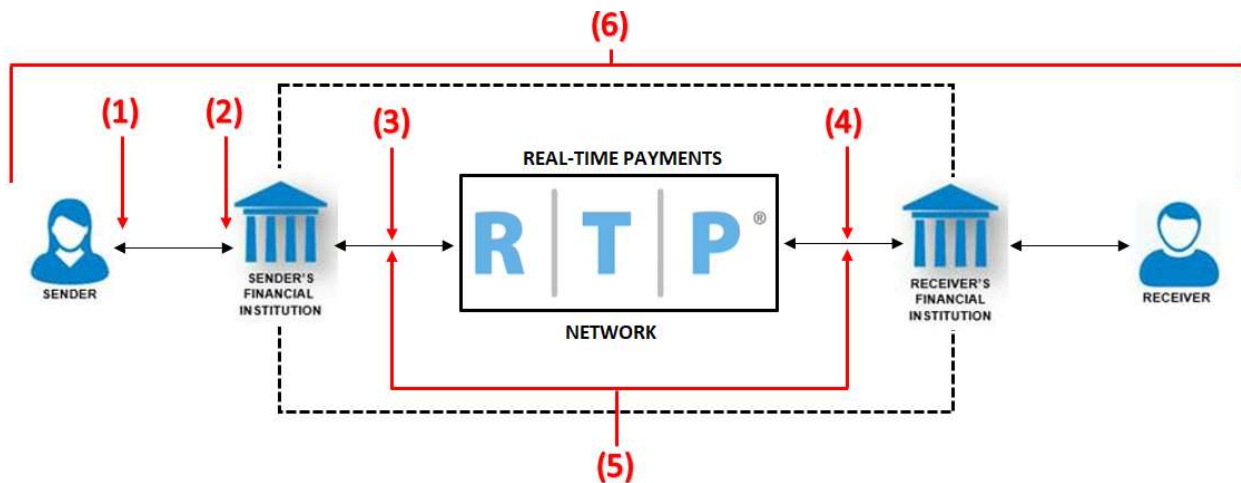 (6)
(1)
(2)
(3)
(4)
REAL-TIME PAYMENTS
R T P®
SENDER
SENDER'S
FINANCIAL
INSTITUTION
RECEIVER'S
FINANCIAL
INSTITUTION
RECEIVER
NETWORK
(5)